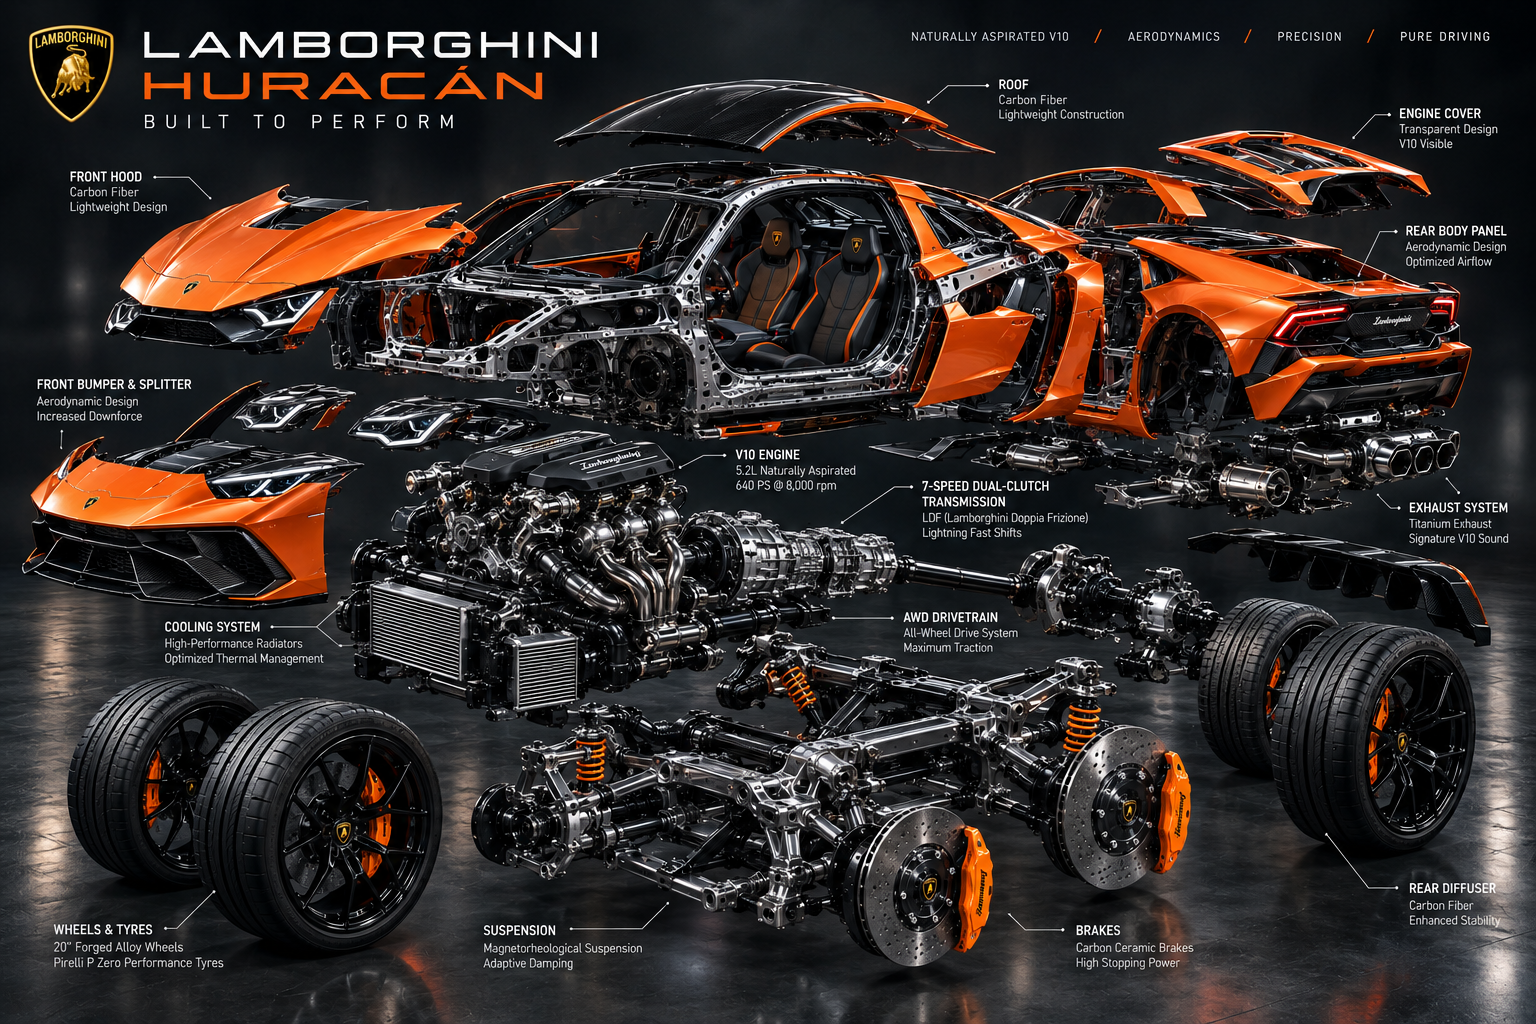 LAMBORGHINI
LAMBORGHINI
HURACÁN
BUILT TO PERFORM
NATURALLY ASPIRATED V10 / AERODYNAMICS / PRECISION / PURE DRIVING
ROOF
Carbon Fiber
Lightweight Construction
ENGINE COVER
Transparent Design
V10 Visible
FRONT HOOD
Carbon Fiber
Lightweight Design
REAR BODY PANEL
Aerodynamic Design
Optimized Airflow
Lamborghini
FRONT BUMPER & SPLITTER
Aerodynamic Design
Increased Downforce
Lamborghini
V10 ENGINE
5.2L Naturally Aspirated
640 PS @ 8,000 rpm
7-SPEED DUAL-CLUTCH
TRANSMISSION
LDF (Lamborghini Doppia Frizione)
Lightning Fast Shifts
EXHAUST SYSTEM
Titanium Exhaust
Signature V10 Sound
COOLING SYSTEM
High-Performance Radiators
Optimized Thermal Management
AWD DRIVETRAIN
All-Wheel Drive System
Maximum Traction
REAR DIFFUSER
Carbon Fiber
Enhanced Stability
WHEELS & TYRES
20" Forged Alloy Wheels
Pirelli P Zero Performance Tyres
SUSPENSION
Magnetorheological Suspension
Adaptive Damping
BRAKES
Carbon Ceramic Brakes
High Stopping Power